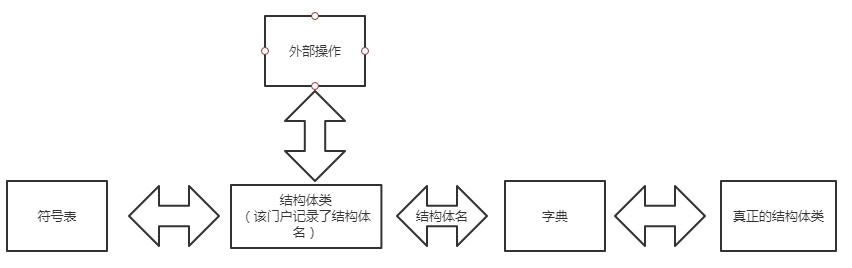 外部操作
符号表
结构体类
（该门户记录了结构体
名）
结构体名
字典
真正的结构体类